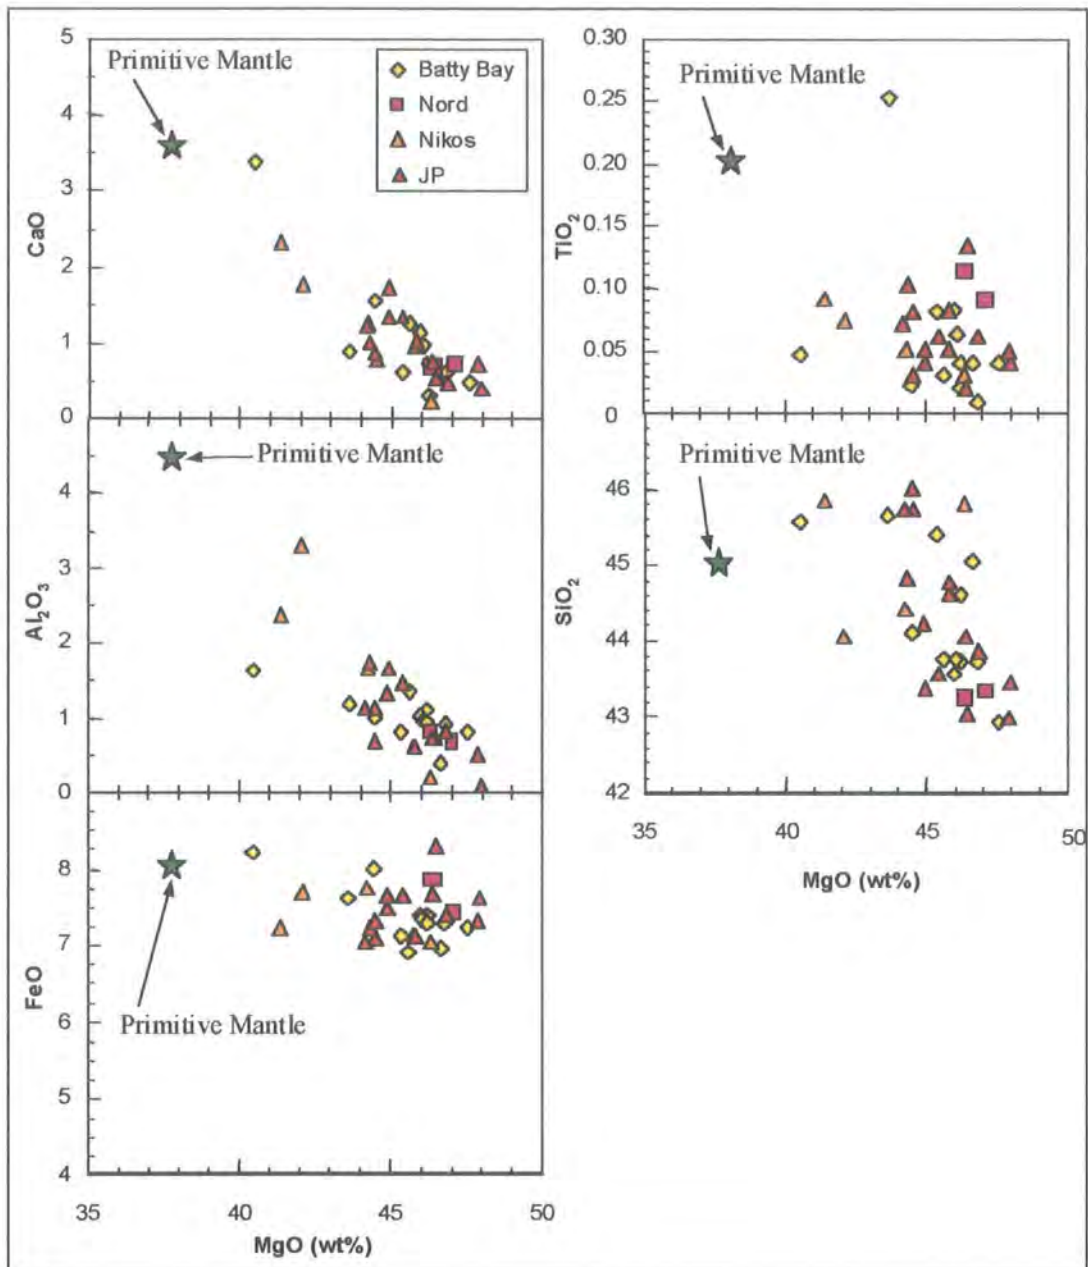 5
4
3
2
1
0
CaO
Primitive Mantle
Batty Bay
Nord
Nikos
JP
0.30
0.25
0.20
0.15
0.10
0.05
0
TiO2
Primitive Mantle
4
3
2
1
0
Al2O3
Primitive Mantle
46
45
44
43
42
SiO2
Primitive Mantle
35 40 45 50
MgO (wt%)
8
7
6
5
4
FeO
Primitive Mantle
35 40 45 50
MgO (wt%)